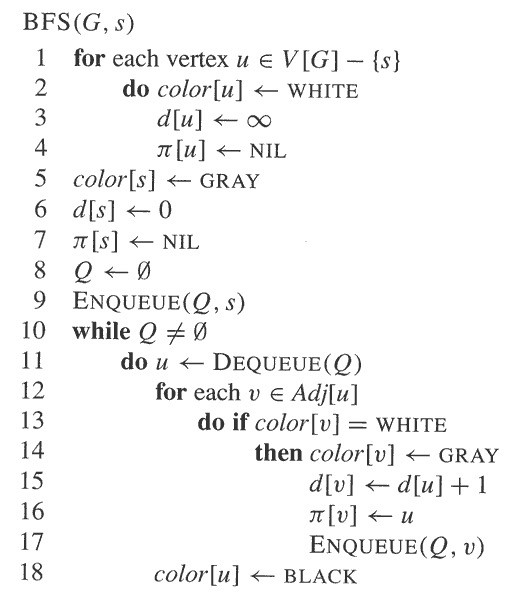 BFS(G, s)
1 for each vertex u ∈ V[G] − {s}
2 do color[u] ← WHITE
3 d[u] ← ∞
4 π[u] ← NIL
5 color[s] ← GRAY
6 d[s] ← 0
7 π[s] ← NIL
8 Q ← Ø
9 ENQUEUE(Q, s)
10 while Q ≠ Ø
11 do u ← DEQUEUE(Q)
12 for each v ∈ Adj[u]
13 do if color[v] = WHITE
14 then color[v] ← GRAY
15 d[v] ← d[u] + 1
16 π[v] ← u
17 ENQUEUE(Q, v)
18 color[u] ← BLACK